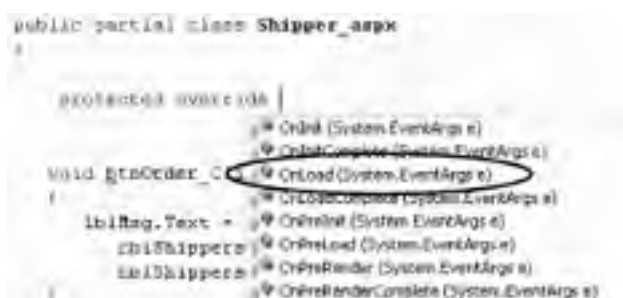 public partial class Shipper_aspx
{
protected override
OnInit (System.EventArgs e)
OnInitComplete (System.EventArgs e)
void btnOrder_C
OnLoad (System.EventArgs e)
{
OnLoadComplete (System.EventArgs e)
lblMsg.Text =
OnPreInit (System.EventArgs e)
OnPreLoad (System.EventArgs e)
OnPreRender (System.EventArgs e)
OnPreRenderComplete (System.EventArgs e)